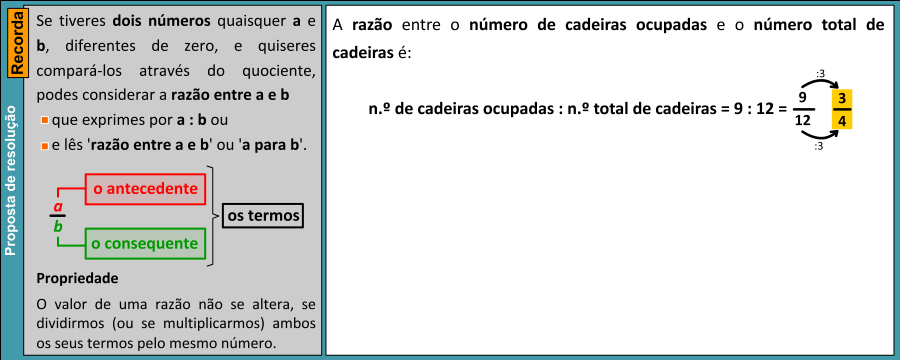 Recorda
Proposta de resolução
Se tiveres dois números quaisquer a e
b, diferentes de zero, e quiseres
compará-los através do quociente,
podes considerar a razão entre a e b
que exprimes por a : b ou
e lês 'razão entre a e b' ou 'a para b'.
a
b
o antecedente
o consequente
os termos
Propriedade
O valor de uma razão não se altera, se
dividirmos (ou se multiplicarmos) ambos
os seus termos pelo mesmo número.
A razão entre o número de cadeiras ocupadas e o número total de
cadeiras é:
:3
n.º de cadeiras ocupadas : n.º total de cadeiras = 9 : 12 = 9/12 3/4
:3